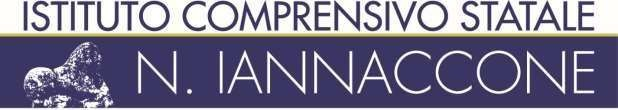 ISTITUTO COMPRENSIVO STATALE
N. IANNACCONE